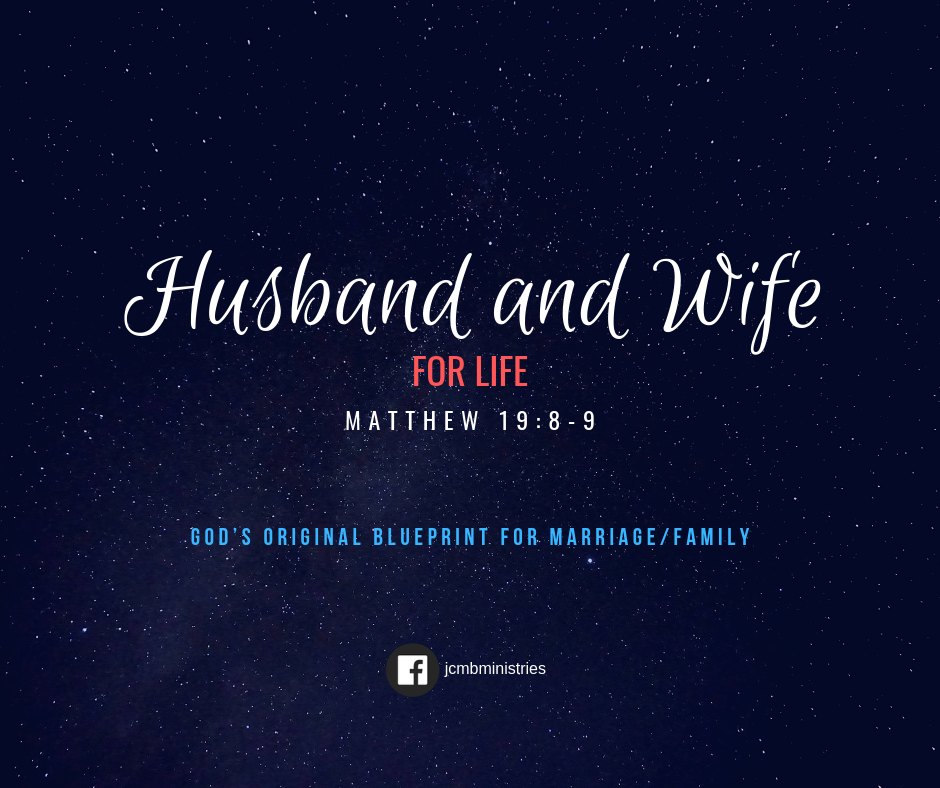 Husband and Wife
FOR LIFE
MATTHEW 19:8-9
GOD'S ORIGINAL BLUEPRINT FOR MARRIAGE/FAMILY
jcmbministries